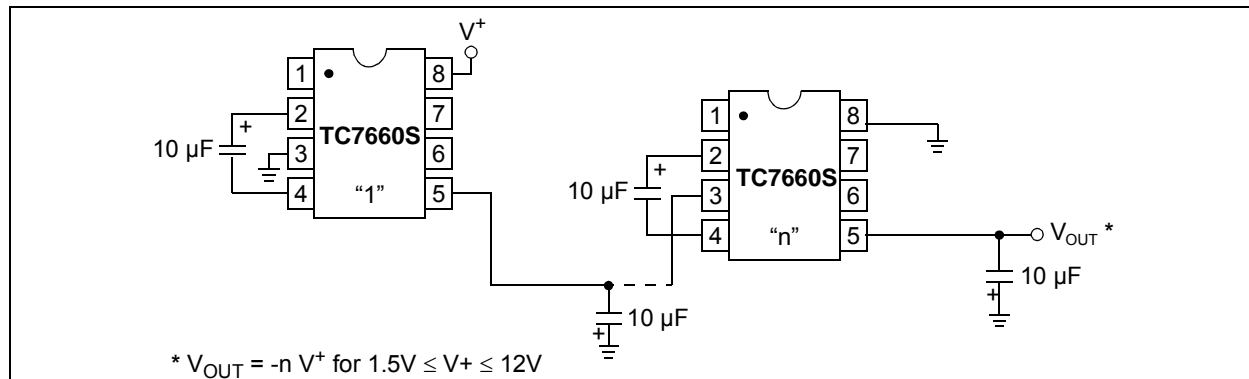 V+
1
8
2
7
+
TC7660S
10 µF
3
6
4
"1"
5
1
8
2
7
+
TC7660S
10 µF
3
6
4
"n"
5
VOUT *
10 µF
+
10 µF
+
* VOUT = -n V+ for 1.5V ≤ V+ ≤ 12V